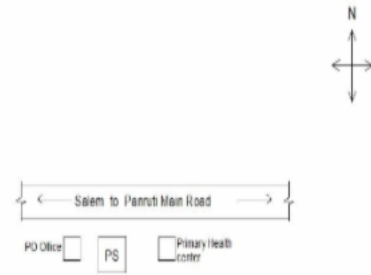 N
Salem to Panruti Main Road
PO Office
PS
Primary Health
center